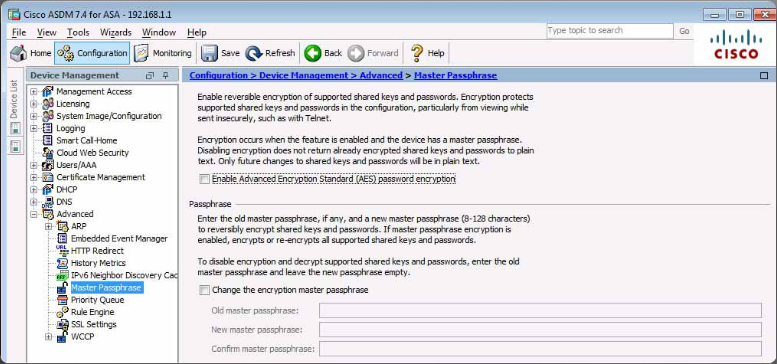 Cisco ASDM 7.4 for ASA - 192.168.1.1
File View Tools Wizards Window Help
Type topic to search Go
CISCO
Home Configuration Monitoring Save Refresh Back Forward Help
Device List
Device Management
Management Access
Licensing
System Image/Configuration
Logging
Smart Call-Home
Cloud Web Security
Users/AAA
Certificate Management
DHCP
DNS
Advanced
ARP
Embedded Event Manager
HTTP Redirect
History Metrics
IPv6 Neighbor Discovery Cac
Master Passphrase
Priority Queue
Rule Engine
SSL Settings
WCCP
Configuration > Device Management > Advanced > Master Passphrase
Enable reversible encryption of supported shared keys and passwords. Encryption protects
supported shared keys and passwords in the configuration, particularly from viewing while
sent insecurely, such as with Telnet.
Encryption occurs when the feature is enabled and the device has a master passphrase.
Disabling encryption does not return already encrypted shared keys and passwords to plain
text. Only future changes to shared keys and passwords will be in plain text.
Enable Advanced Encryption Standard (AES) password encryption
Passphrase
Enter the old master passphrase, if any, and a new master passphrase (8-128 characters)
to reversibly encrypt shared keys and passwords. If master passphrase encryption is
enabled, encrypts or re-encrypts all supported shared keys and passwords.
To disable encryption and decrypt supported shared keys and passwords, enter the old
master passphrase and leave the new passphrase empty.
Change the encryption master passphrase
Old master passphrase:
New master passphrase:
Confirm master passphrase: